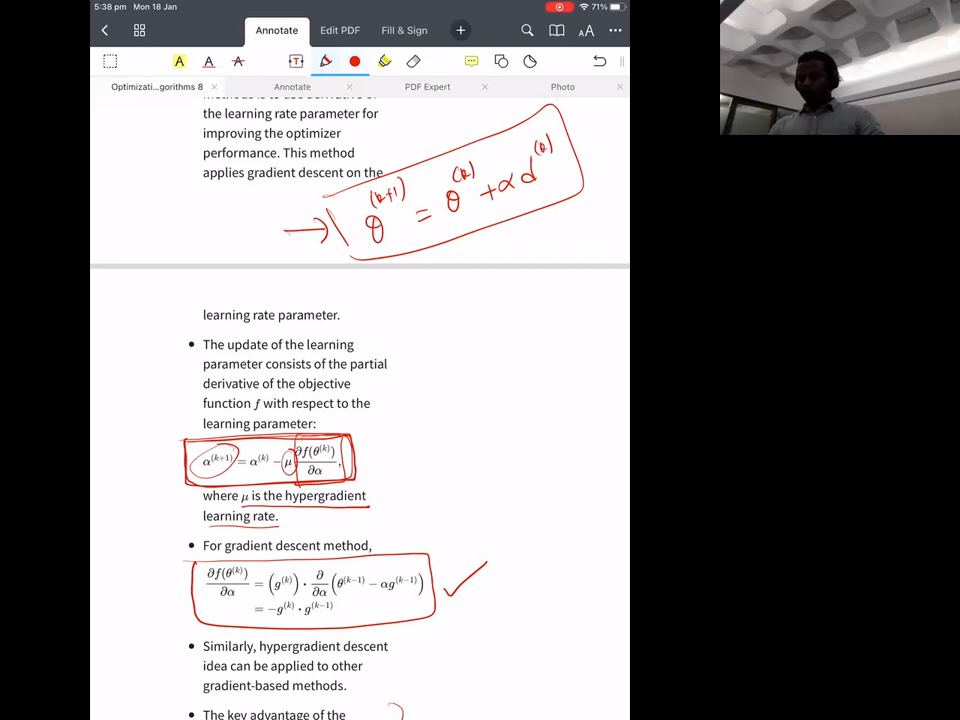 5:38 pm Mon 18 Jan
71%
Annotate Edit PDF Fill & Sign
AA
A A A T
Optimizati...gorithms 8 Annotate PDF Expert Photo
the learning rate parameter for
improving the optimizer
performance. This method
applies gradient descent on the
→ θ^(k+1) = θ^(k) + α d^(k)
learning rate parameter.
• The update of the learning
parameter consists of the partial
derivative of the objective
function f with respect to the
learning parameter:
α^(k+1) = α^(k) − μ ∂f(θ^(k))/∂α,
where μ is the hypergradient
learning rate.
• For gradient descent method,
∂f(θ^(k))/∂α = (g^(k)) · ∂/∂α (θ^(k−1) − αg^(k−1))
= −g^(k) · g^(k−1)
• Similarly, hypergradient descent
idea can be applied to other
gradient-based methods.
• The key advantage of the